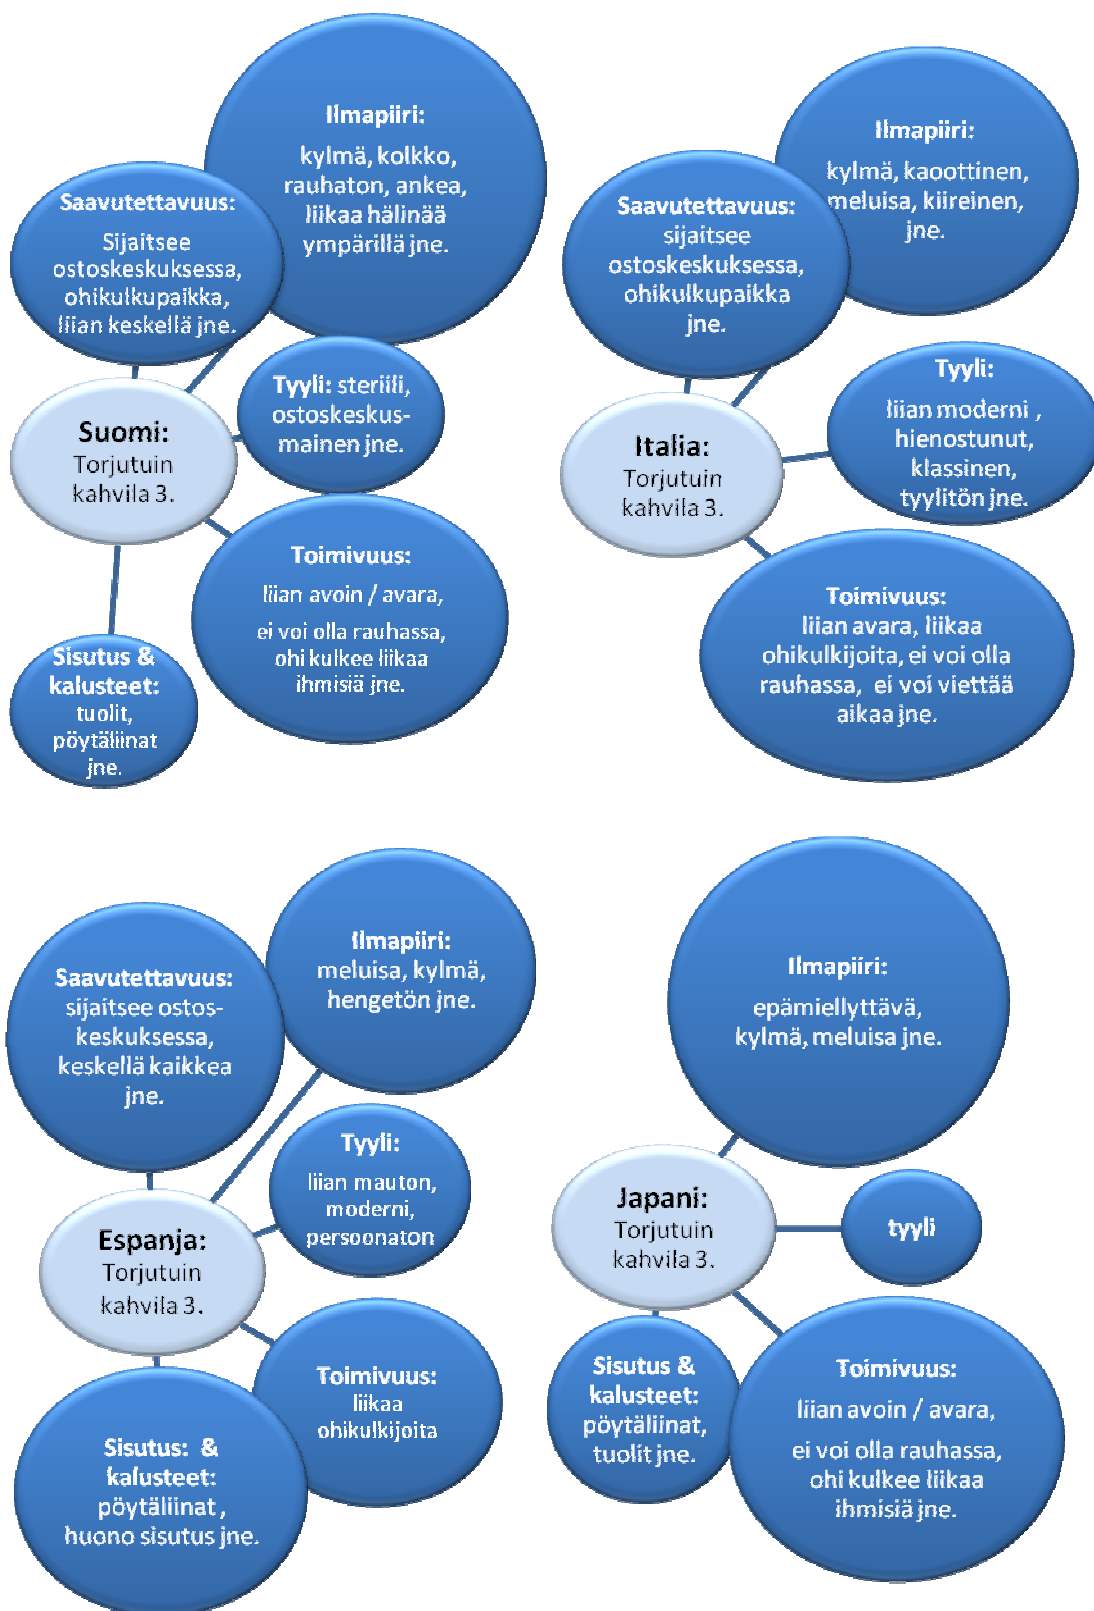 Ilmapiiri:
kylmä, kolkko,
rauhaton, ankea,
liikaa hälinää
ympärillä jne.
Saavutettavuus:
Sijaitsee
ostoskeskuksessa,
ohikulkupaikka,
liian keskellä jne.
Tyyli: steriili,
ostoskeskus-
mainen jne.
Suomi:
Torjutuin
kahvila 3.
Toimivuus:
liian avoin / avara,
ei voi olla rauhassa,
ohi kulkee liikaa
ihmisiä jne.
Sisutus &
kalusteet:
tuolit,
pöytäliinat
jne.
Ilmapiiri:
kylmä, kaoottinen,
meluisa, kiireinen,
jne.
Saavutettavuus:
sijaitsee
ostoskeskuksessa,
ohikulkupaikka
jne.
Tyyli:
liian moderni ,
hienostunut,
klassinen,
tyylitön jne.
Italia:
Torjutuin
kahvila 3.
Toimivuus:
liian avara, liikaa
ohikulkijoita, ei voi olla
rauhassa, ei voi viettää
aikaa jne.
Ilmapiiri:
meluisa, kylmä,
hengetön jne.
Saavutettavuus:
sijaitsee ostos-
keskuksessa,
keskellä kaikkea
jne.
Tyyli:
liian mauton,
moderni,
persoonaton
Espanja:
Torjutuin
kahvila 3.
Toimivuus:
liikaa
ohikulkijoita
Sisutus: &
kalusteet:
pöytäliinat ,
huono sisutus jne.
Ilmapiiri:
epämiellyttävä,
kylmä, meluisa jne.
Japani:
Torjutuin
kahvila 3.
tyyli
Sisutus &
kalusteet:
pöytäliinat,
tuolit jne.
Toimivuus:
liian avoin / avara,
ei voi olla rauhassa,
ohi kulkee liikaa
ihmisiä jne.